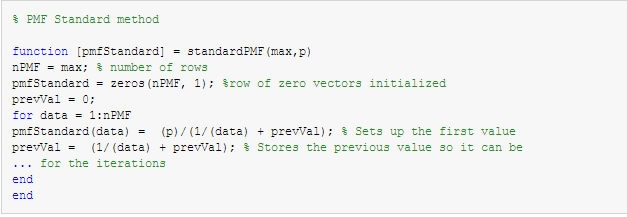 % PMF Standard method
function [pmfStandard] = standardPMF(max,p)
nPMF = max; % number of rows
pmfStandard = zeros(nPMF, 1); %row of zero vectors initialized
prevVal = 0;
for data = 1:nPMF
pmfStandard(data) =  (p)/(1/(data) + prevVal); % Sets up the first value
prevVal =  (1/(data) + prevVal); % Stores the previous value so it can be
... for the iterations
end
end